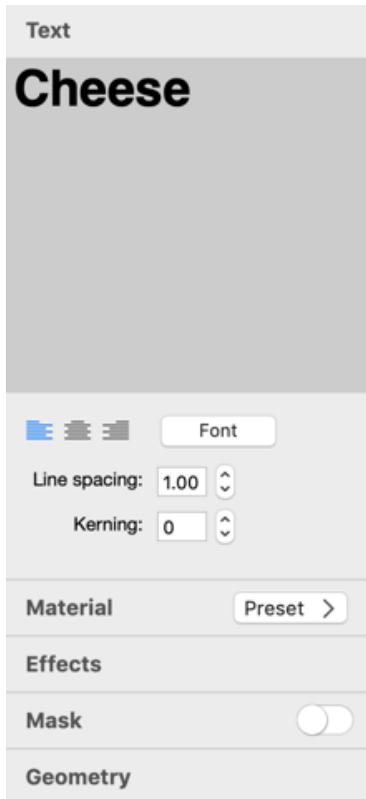 Text
Cheese
Font
Line spacing: 1.00
Kerning: 0
Material Preset
Effects
Mask
Geometry